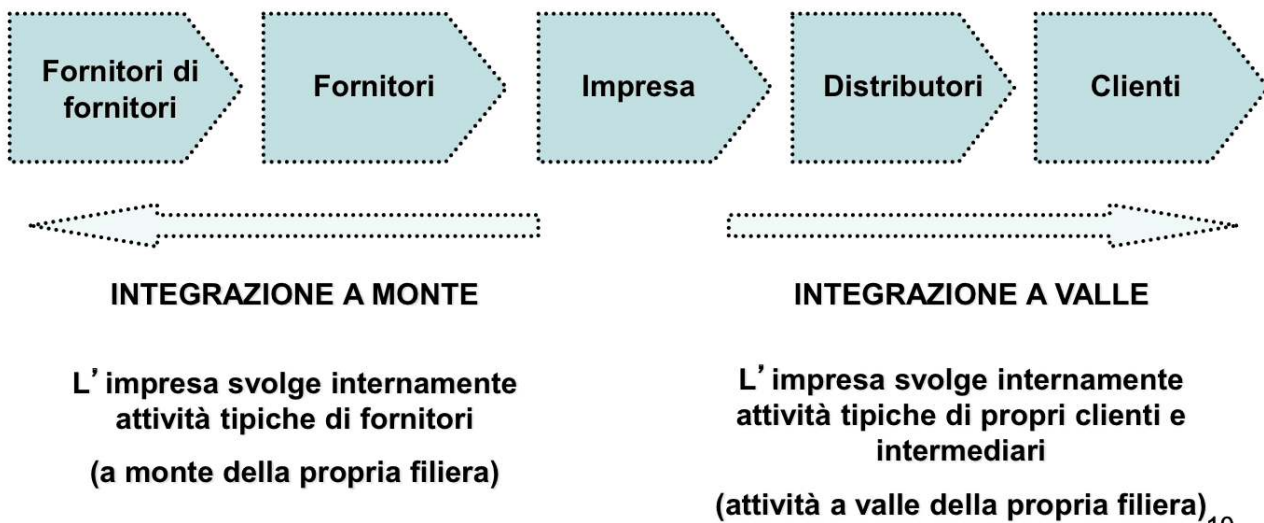 Fornitori di
fornitori
Fornitori
Impresa
Distributori
Clienti
INTEGRAZIONE A MONTE
L’ impresa svolge internamente
attività tipiche di fornitori
(a monte della propria filiera)
INTEGRAZIONE A VALLE
L’ impresa svolge internamente
attività tipiche di propri clienti e
intermediari
(attività a valle della propria filiera)